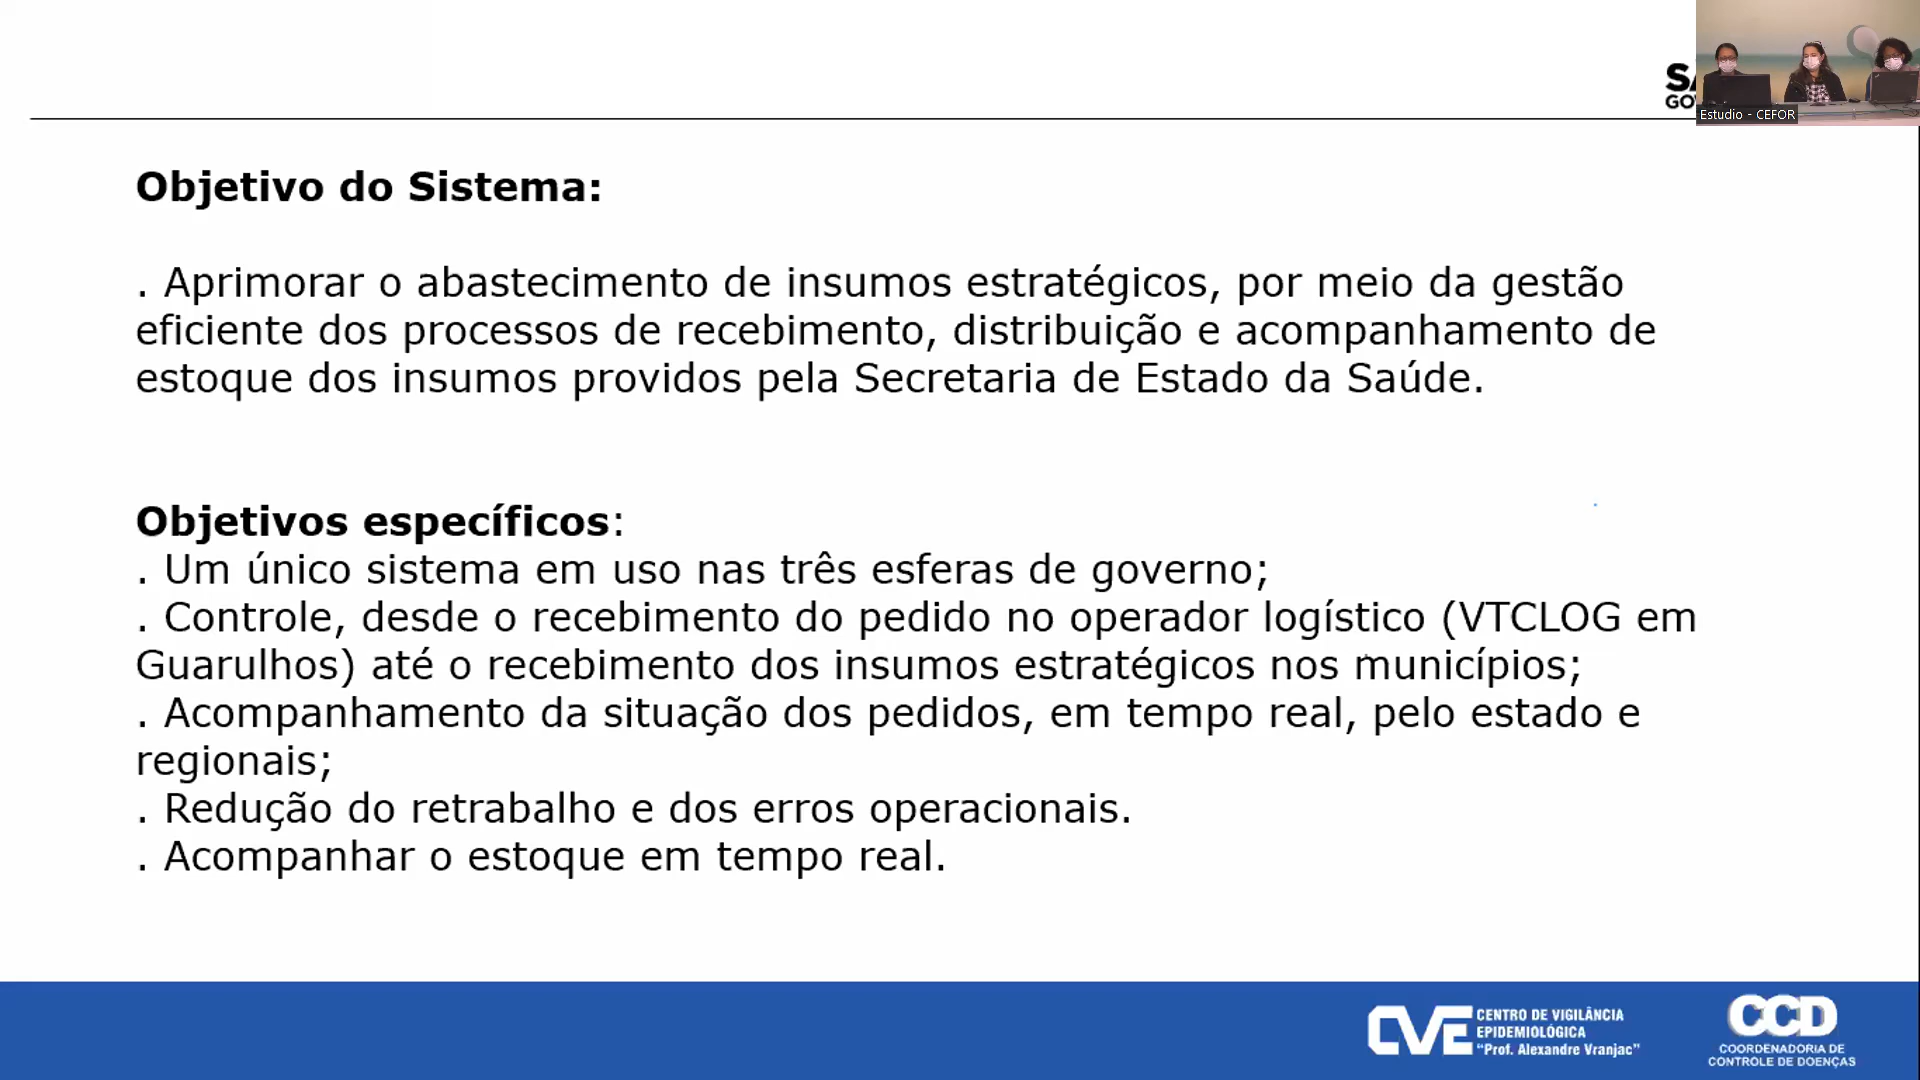 Estudio - CEFOR
Objetivo do Sistema:
. Aprimorar o abastecimento de insumos estratégicos, por meio da gestão
eficiente dos processos de recebimento, distribuição e acompanhamento de
estoque dos insumos providos pela Secretaria de Estado da Saúde.
Objetivos específicos:
. Um único sistema em uso nas três esferas de governo;
. Controle, desde o recebimento do pedido no operador logístico (VTCLOG em
Guarulhos) até o recebimento dos insumos estratégicos nos municípios;
. Acompanhamento da situação dos pedidos, em tempo real, pelo estado e
regionais;
. Redução do retrabalho e dos erros operacionais.
. Acompanhar o estoque em tempo real.
CVE CENTRO DE VIGILÂNCIA
EPIDEMIOLÓGICA
"Prof. Alexandre Vranjac"
CCD
COORDENADORIA DE
CONTROLE DE DOENÇAS